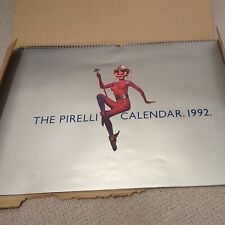 THE PIRELLI CALENDAR. 1992.